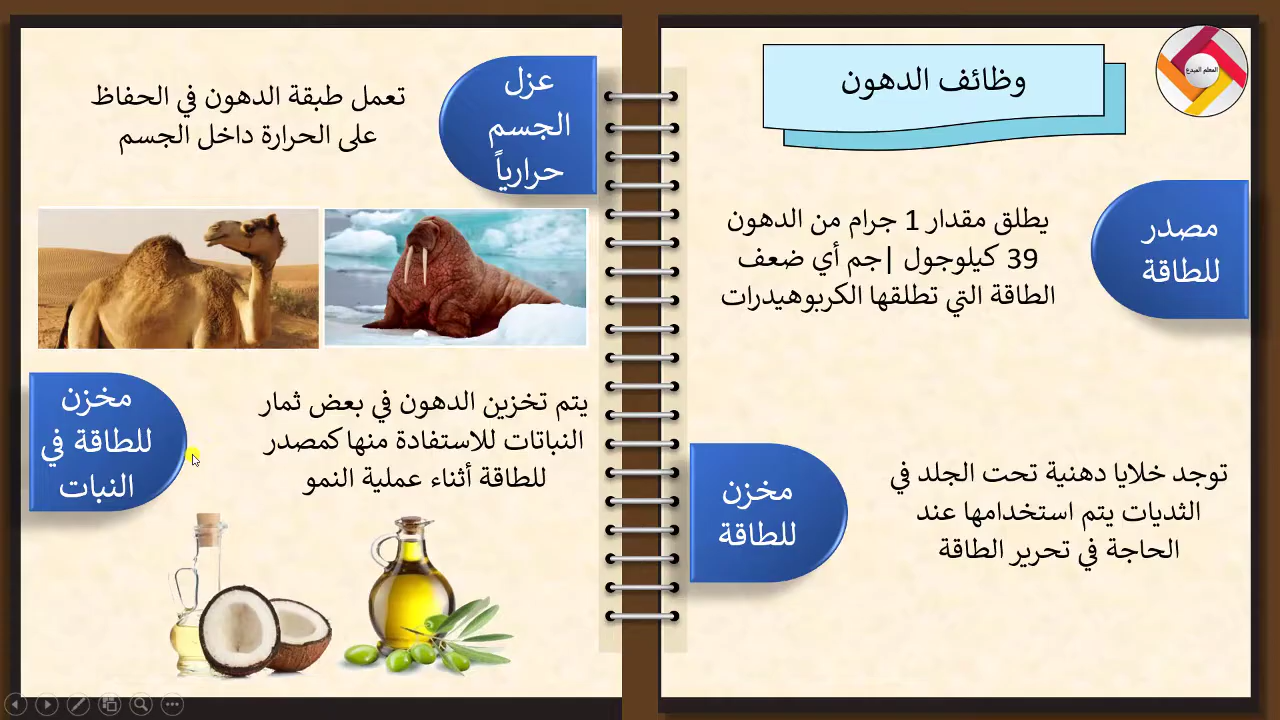 المعلم المبدع
وظائف الدهون
مصدر
للطاقة
يطلق مقدار 1 جرام من الدهون
39 كيلوجول |جم أي ضعف
الطاقة التي تطلقها الكربوهيدرات
مخزن
للطاقة
توجد خلايا دهنية تحت الجلد في
الثديات يتم استخدامها عند
الحاجة في تحرير الطاقة
عزل
الجسم
حرارياً
تعمل طبقة الدهون في الحفاظ
على الحرارة داخل الجسم
مخزن
للطاقة في
النبات
يتم تخزين الدهون في بعض ثمار
النباتات للاستفادة منها كمصدر
للطاقة أثناء عملية النمو